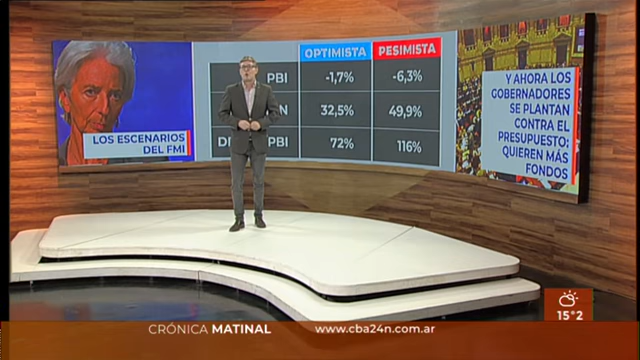 LOS ESCENARIOS
DEL FMI
OPTIMISTA
PESIMISTA
PBI
-1,7%
-6,3%
32,5%
49,9%
PBI
72%
116%
Y AHORA LOS
GOBERNADORES
SE PLANTAN
CONTRA EL
PRESUPUESTO;
QUIEREN MÁS
FONDOS
CRÓNICA MATINAL
www.cba24n.com.ar
15°2